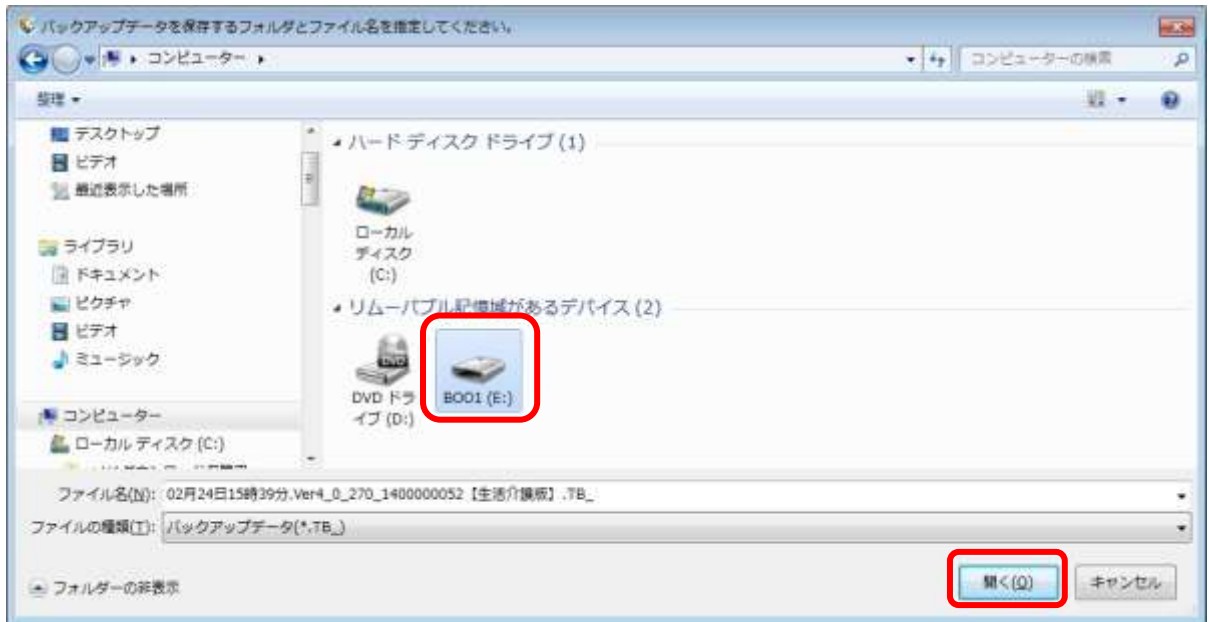 バックアップデータを保存するフォルダとファイル名を指定してください。
コンピューター
コンピューターの検索
整理
デスクトップ
ビデオ
最近表示した場所
ライブラリ
ドキュメント
ピクチャ
ビデオ
ミュージック
コンピューター
ローカル ディスク (C:)
ハード ディスク ドライブ (1)
ローカル
ディスク
(C:)
リムーバブル記憶域があるデバイス (2)
DVD
DVD ドラ
イブ (D:)
BOO1 (E:)
ファイル名(N): 02月24日15時39分.Ver4_0_270_1400000052【生活介護版】.TB_
ファイルの種類(T): バックアップデータ(*.TB_)
フォルダーの非表示
開く(O)
キャンセル